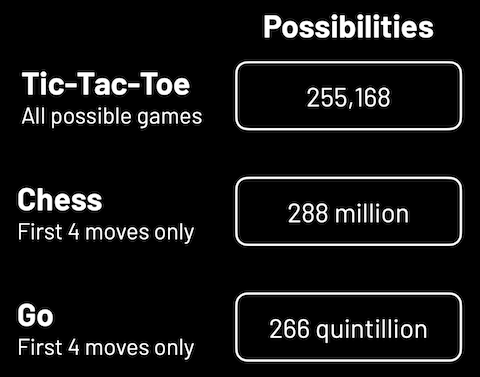 Possibilities
Tic-Tac-Toe
All possible games
255,168
Chess
First 4 moves only
288 million
Go
First 4 moves only
266 quintillion